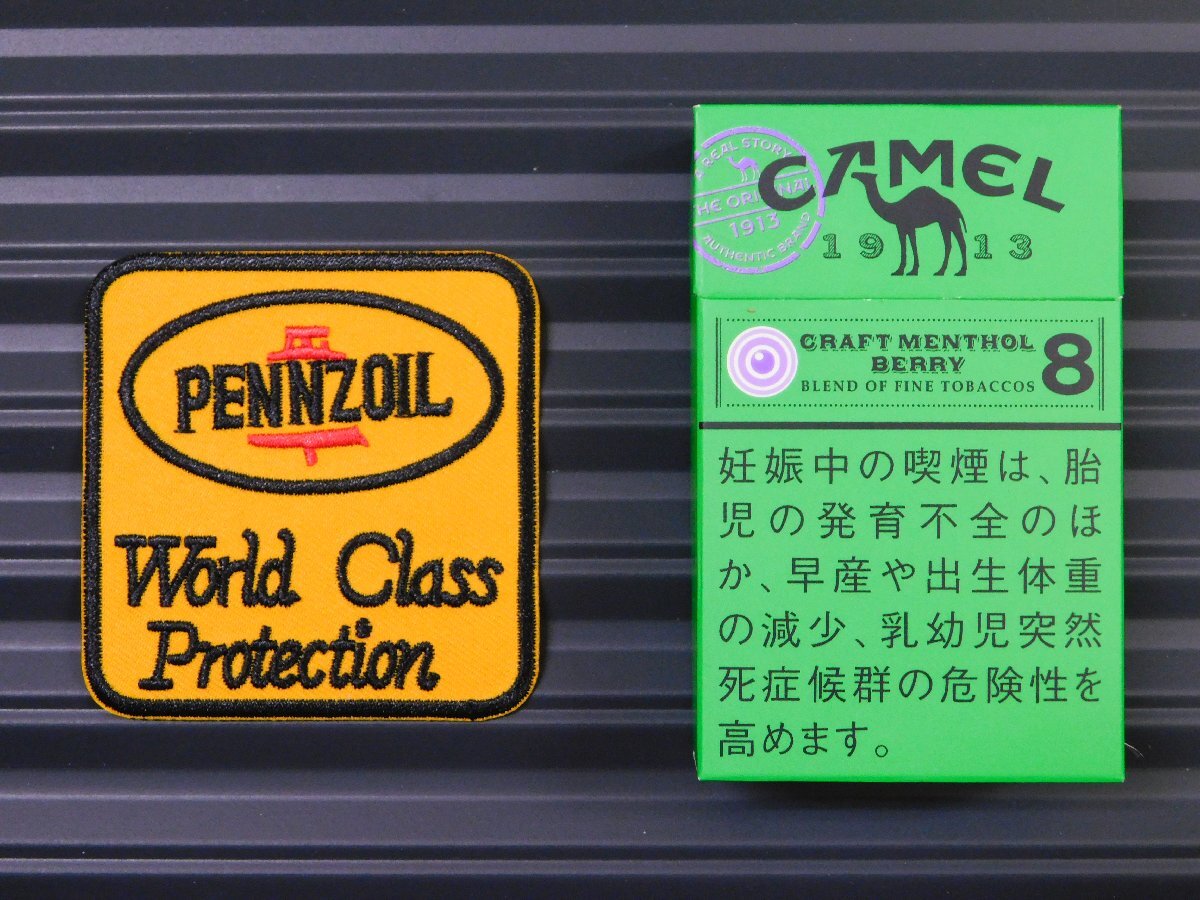 PENNZOIL
World Class
Protection
A REAL STORY
THE ORIGINAL
1913
AUTHENTIC BRAND
CAMEL
1913
CRAFT MENTHOL
BERRY
BLEND OF FINE TOBACCOS
8
妊娠中の喫煙は、胎
児の発育不全のほ
か、早産や出生体重
の減少、乳幼児突然
死症候群の危険性を
高めます。